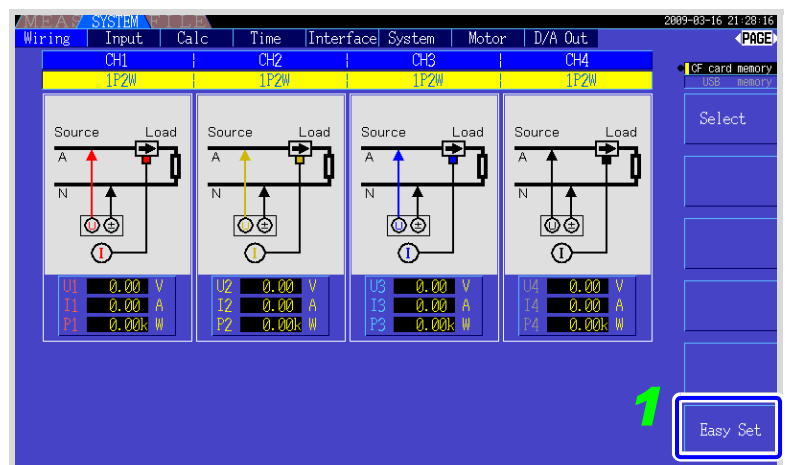 MEAS SYSTEM FILE 2009-03-16 21:28:16
Wiring Input Calc Time Interface System Motor D/A Out PAGE
CH1 CH2 CH3 CH4
1P2W 1P2W 1P2W 1P2W
CF card memory
USB memory
Select
Source Load Source Load Source Load Source Load
A A A A
N N N N
U ± U ± U ± U ±
I I I I
U1 0.00 V U2 0.00 V U3 0.00 V U4 0.00 V
I1 0.00 A I2 0.00 A I3 0.00 A I4 0.00 A
P1 0.00k W P2 0.00k W P3 0.00k W P4 0.00k W
1
Easy Set